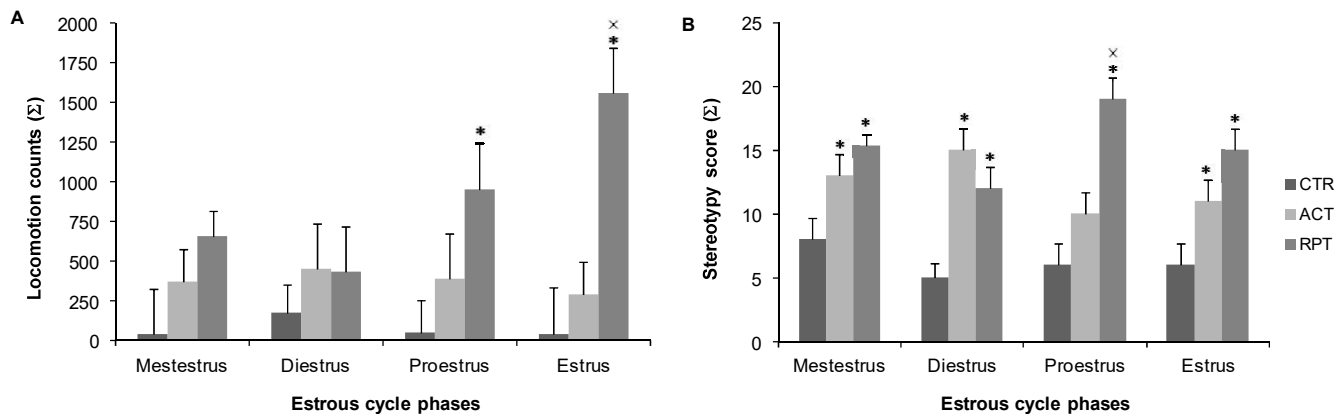 A
Locomotion counts (Σ)
2000
1750
1500
1250
1000
750
500
250
0
×
*
*
Mestestrus Diestrus Proestrus Estrus
Estrous cycle phases
B
Stereotypy score (Σ)
25
20
15
10
5
0
×
*
* * * * * *
Mestestrus Diestrus Proestrus Estrus
Estrous cycle phases
CTR
ACT
RPT